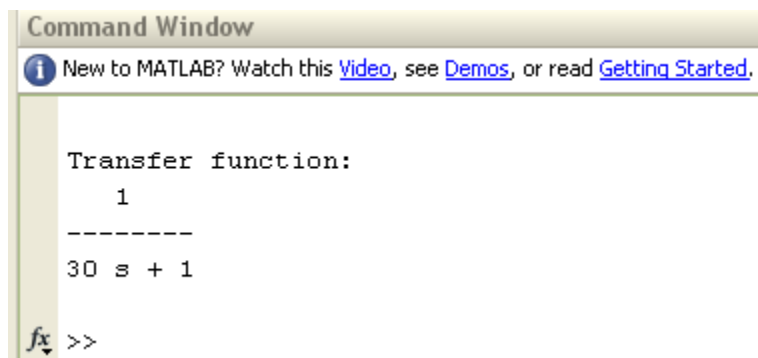 Command Window
New to MATLAB? Watch this Video, see Demos, or read Getting Started.
Transfer function:
1
--------
30 s + 1
fx >>